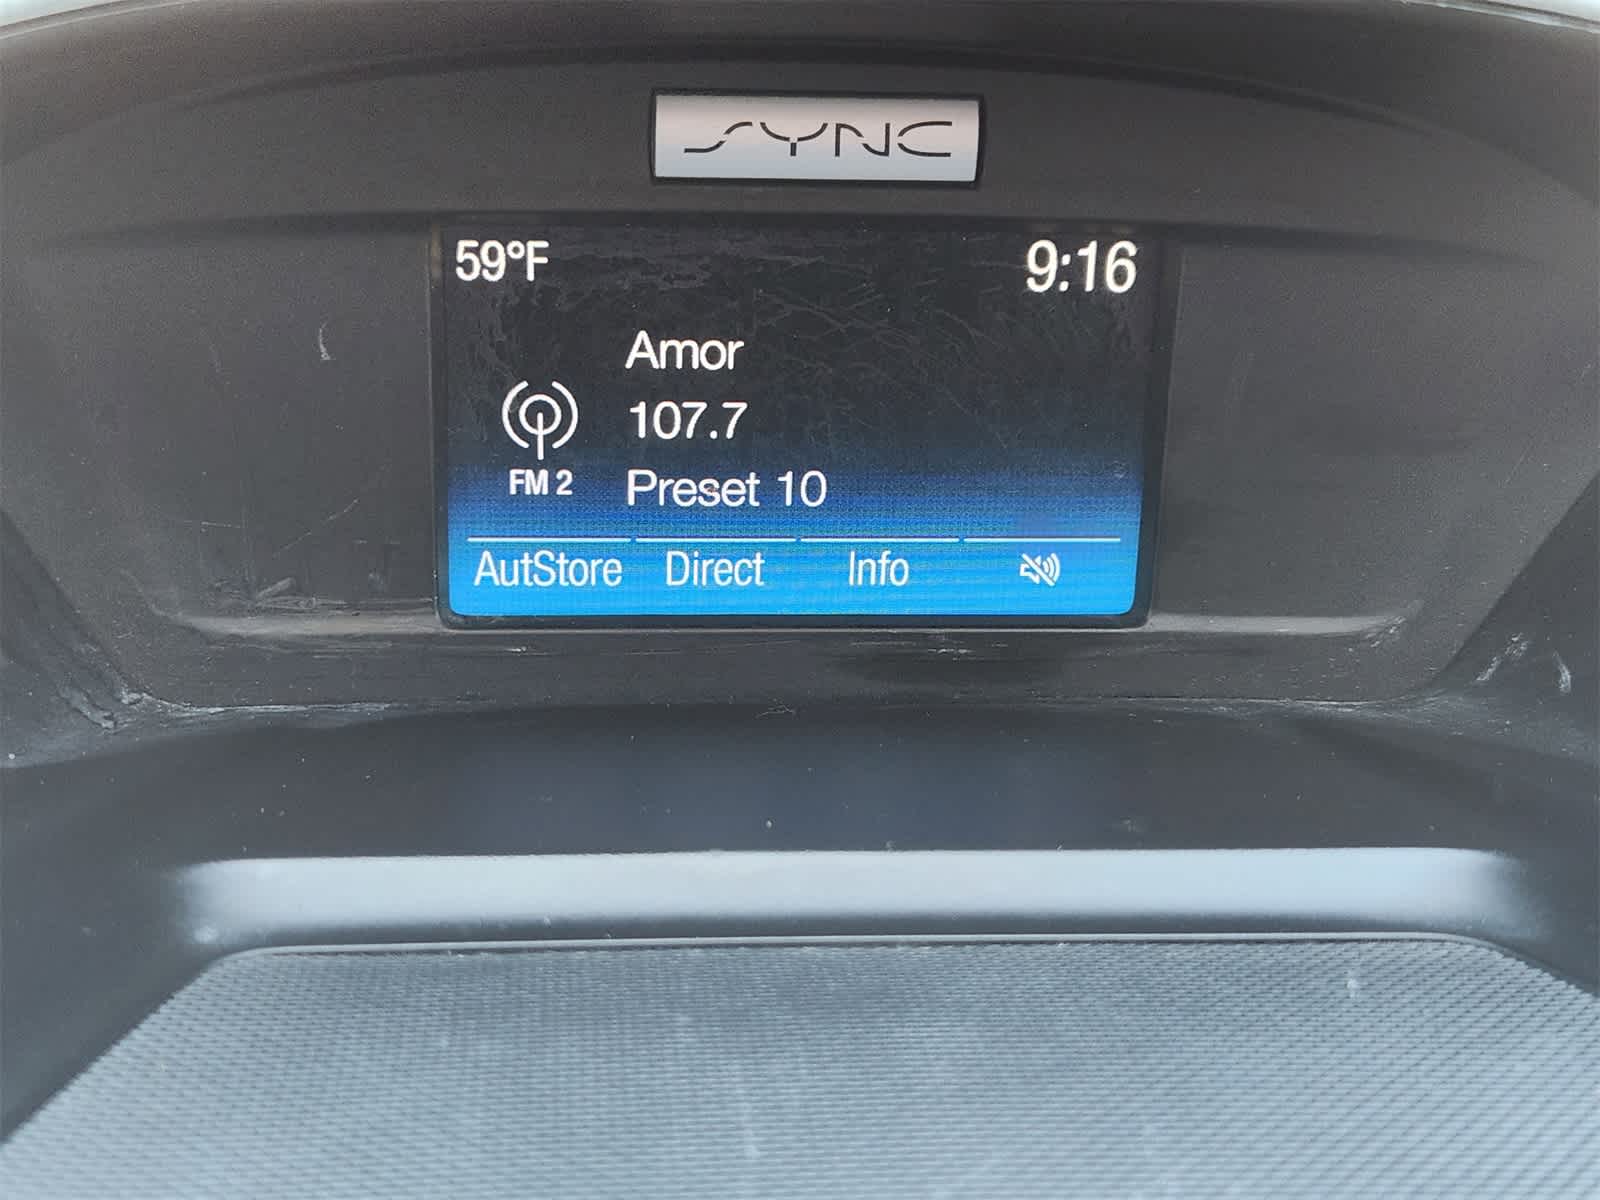 SYNC
59°F
9:16
Amor
107.7
FM 2
Preset 10
AutStore
Direct
Info